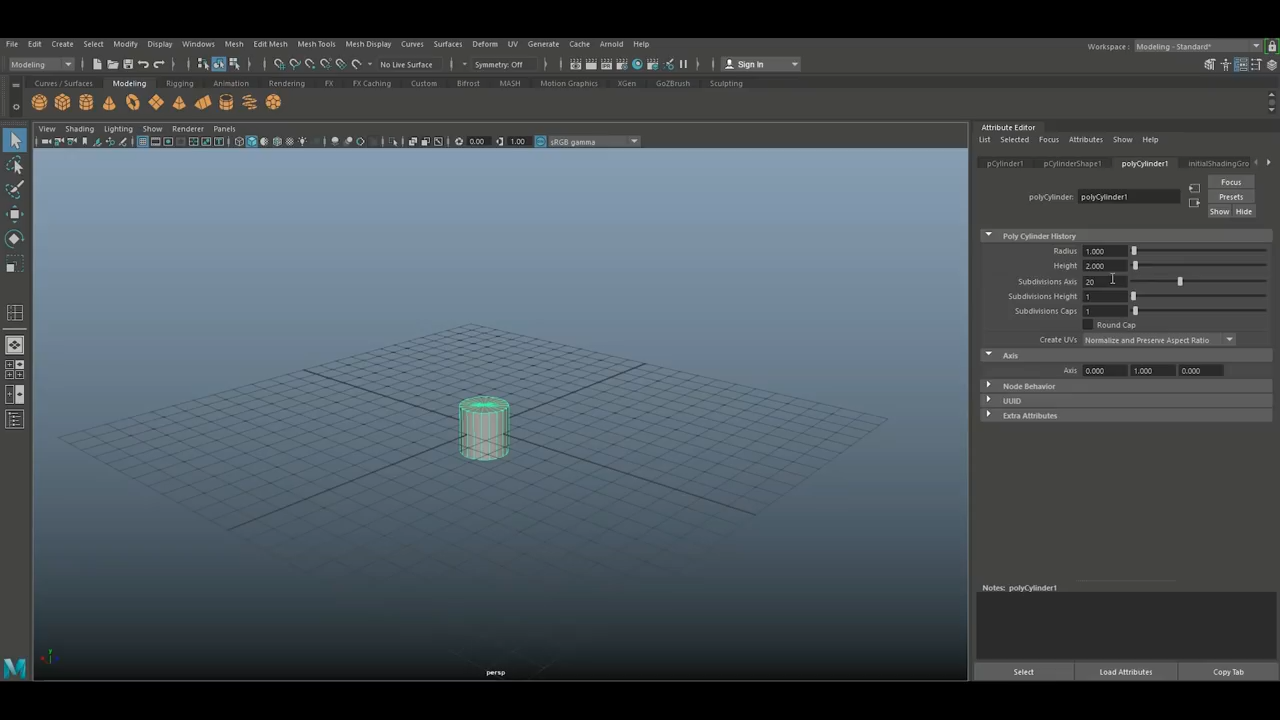 File Edit Create Select Modify Display Windows Mesh Edit Mesh Mesh Tools Mesh Display Curves Surfaces Deform UV Generate Cache Arnold Help
Workspace : Modeling - Standard*
Modeling No Live Surface Symmetry: Off Sign In
Curves / Surfaces Modeling Rigging Animation Rendering FX FX Caching Custom Bifrost MASH Motion Graphics XGen GoZBrush Sculpting
Attribute Editor
View Shading Lighting Show Renderer Panels
List Selected Focus Attributes Show Help
0.00 1.00 sRGB gamma
pCylinder1 pCylinderShape1 polyCylinder1 initialShadingGro
Focus
polyCylinder: polyCylinder1 Presets
Show Hide
Poly Cylinder History
Radius 1.000
Height 2.000
Subdivisions Axis 20
Subdivisions Height 1
Subdivisions Caps 1
Round Cap
Create UVs Normalize and Preserve Aspect Ratio
Axis
Axis 0.000 1.000 0.000
Node Behavior
UUID
Extra Attributes
Notes: polyCylinder1
persp
Select Load Attributes Copy Tab